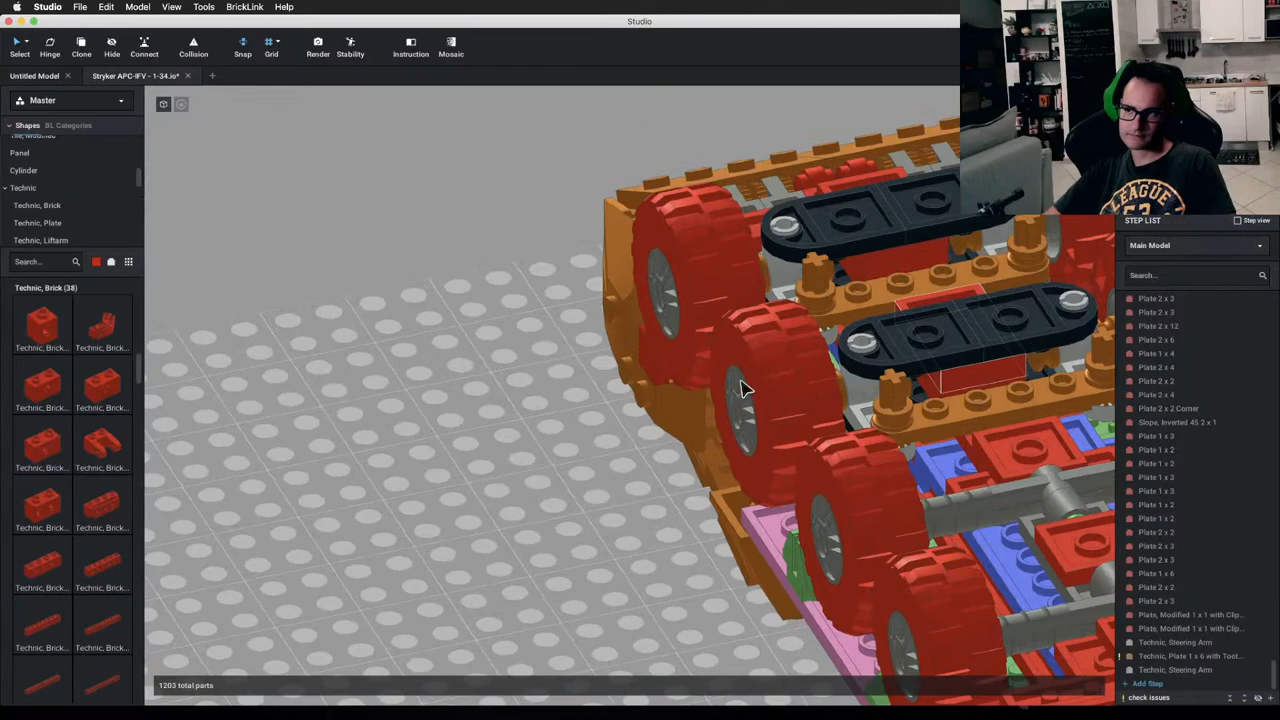 Studio File Edit Model View Tools BrickLink Help
Studio
Select Hinge Clone Hide Connect Collision Snap Grid Render Stability Instruction Mosaic
Untitled Model × Stryker APC-IFV - 1-34.io* × +
Master
Shapes BL Categories
Tile, Modified
Panel
Cylinder
Technic
Technic, Brick
Technic, Plate
Technic, Liftarm
Search...
Technic, Brick (38)
Technic, Brick... Technic, Brick...
Technic, Brick... Technic, Brick...
Technic, Brick... Technic, Brick...
Technic, Brick... Technic, Brick...
Technic, Brick... Technic, Brick...
Technic, Brick... Technic, Brick...
1203 total parts
LEAGUE
53
STEP LIST Step view
Main Model
Search...
Plate 2 x 3
Plate 2 x 3
Plate 2 x 12
Plate 2 x 6
Plate 1 x 4
Plate 2 x 4
Plate 2 x 2
Plate 2 x 4
Plate 2 x 2 Corner
Slope, Inverted 45 2 x 1
Plate 1 x 3
Plate 1 x 2
Plate 1 x 2
Plate 1 x 3
Plate 1 x 3
Plate 1 x 2
Plate 1 x 2
Plate 2 x 2
Plate 2 x 3
Plate 2 x 3
Plate 1 x 6
Plate 2 x 2
Plate 2 x 3
Plate, Modified 1 x 1 with Clip...
Plate, Modified 1 x 1 with Clip...
Technic, Steering Arm
! Technic, Plate 1 x 6 with Toot...
Technic, Steering Arm
+ Add Step
! check issues